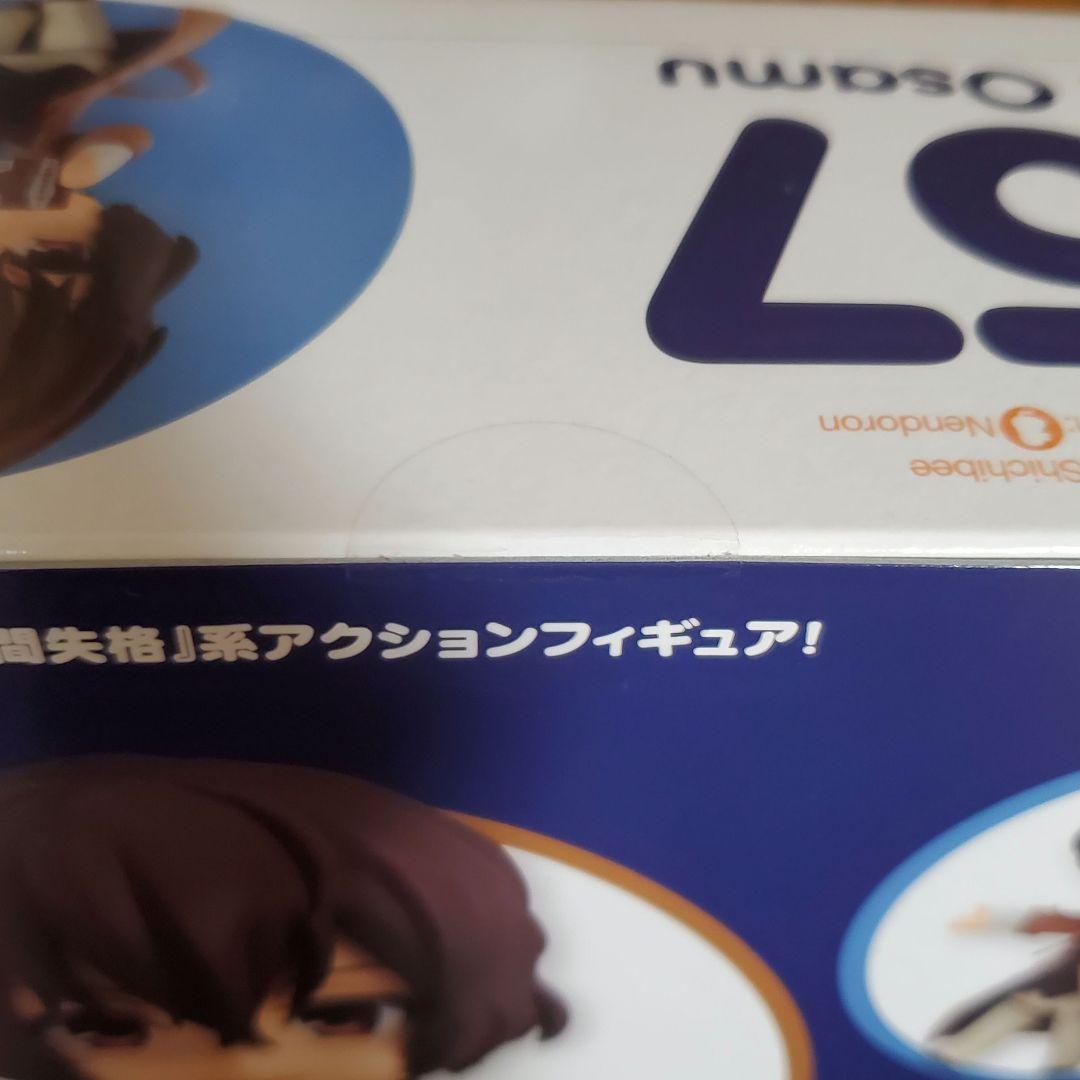 Shichibee
: Nendoron
57
Osamu
間失格』系アクションフィギュア!